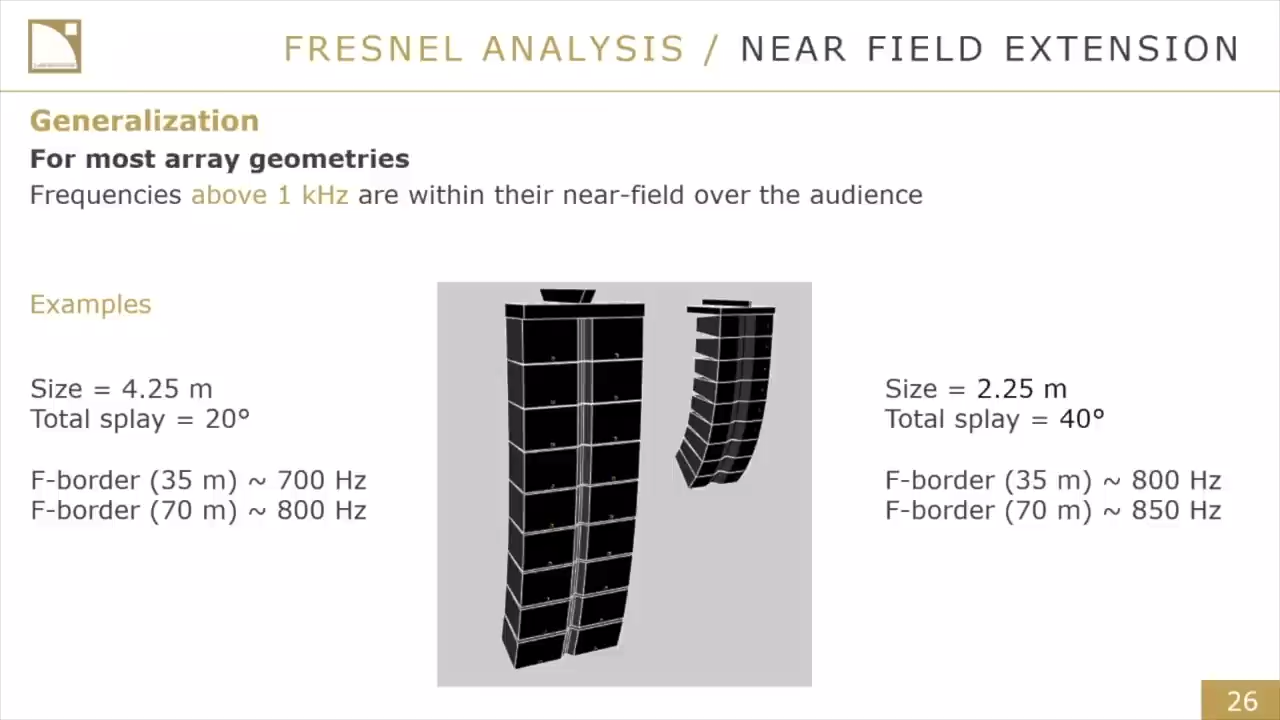 FRESNEL ANALYSIS / NEAR FIELD EXTENSION
Generalization
For most array geometries
Frequencies above 1 kHz are within their near-field over the audience
Examples
Size = 4.25 m
Total splay = 20°
F-border (35 m) ~ 700 Hz
F-border (70 m) ~ 800 Hz
Size = 2.25 m
Total splay = 40°
F-border (35 m) ~ 800 Hz
F-border (70 m) ~ 850 Hz
26